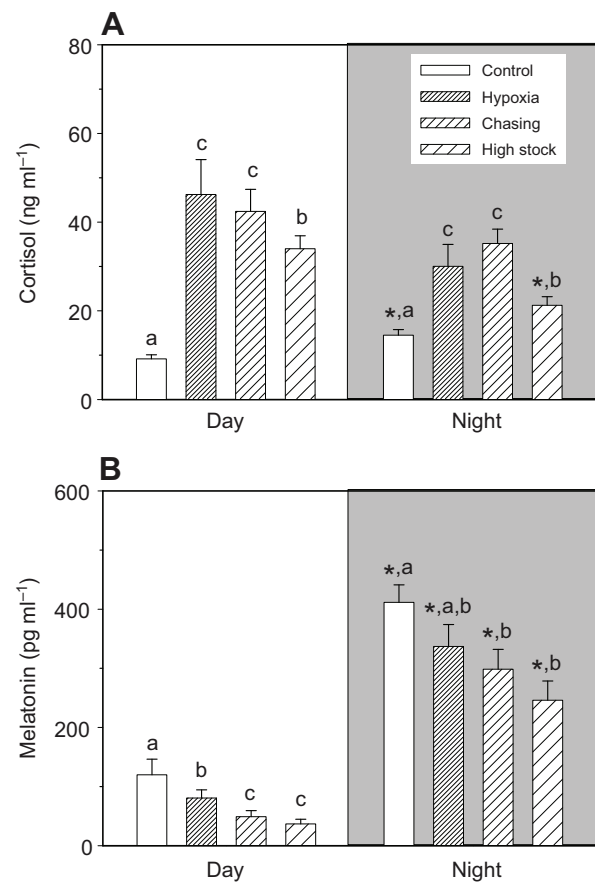 A
80
60
40
20
0
Cortisol (ng ml⁻¹)
Control
Hypoxia
Chasing
High stock
a
c
c
b
*,a
c
c
*,b
Day
Night
B
600
400
200
0
Melatonin (pg ml⁻¹)
a
b
c
c
*,a
*,a,b
*,b
*,b
Day
Night